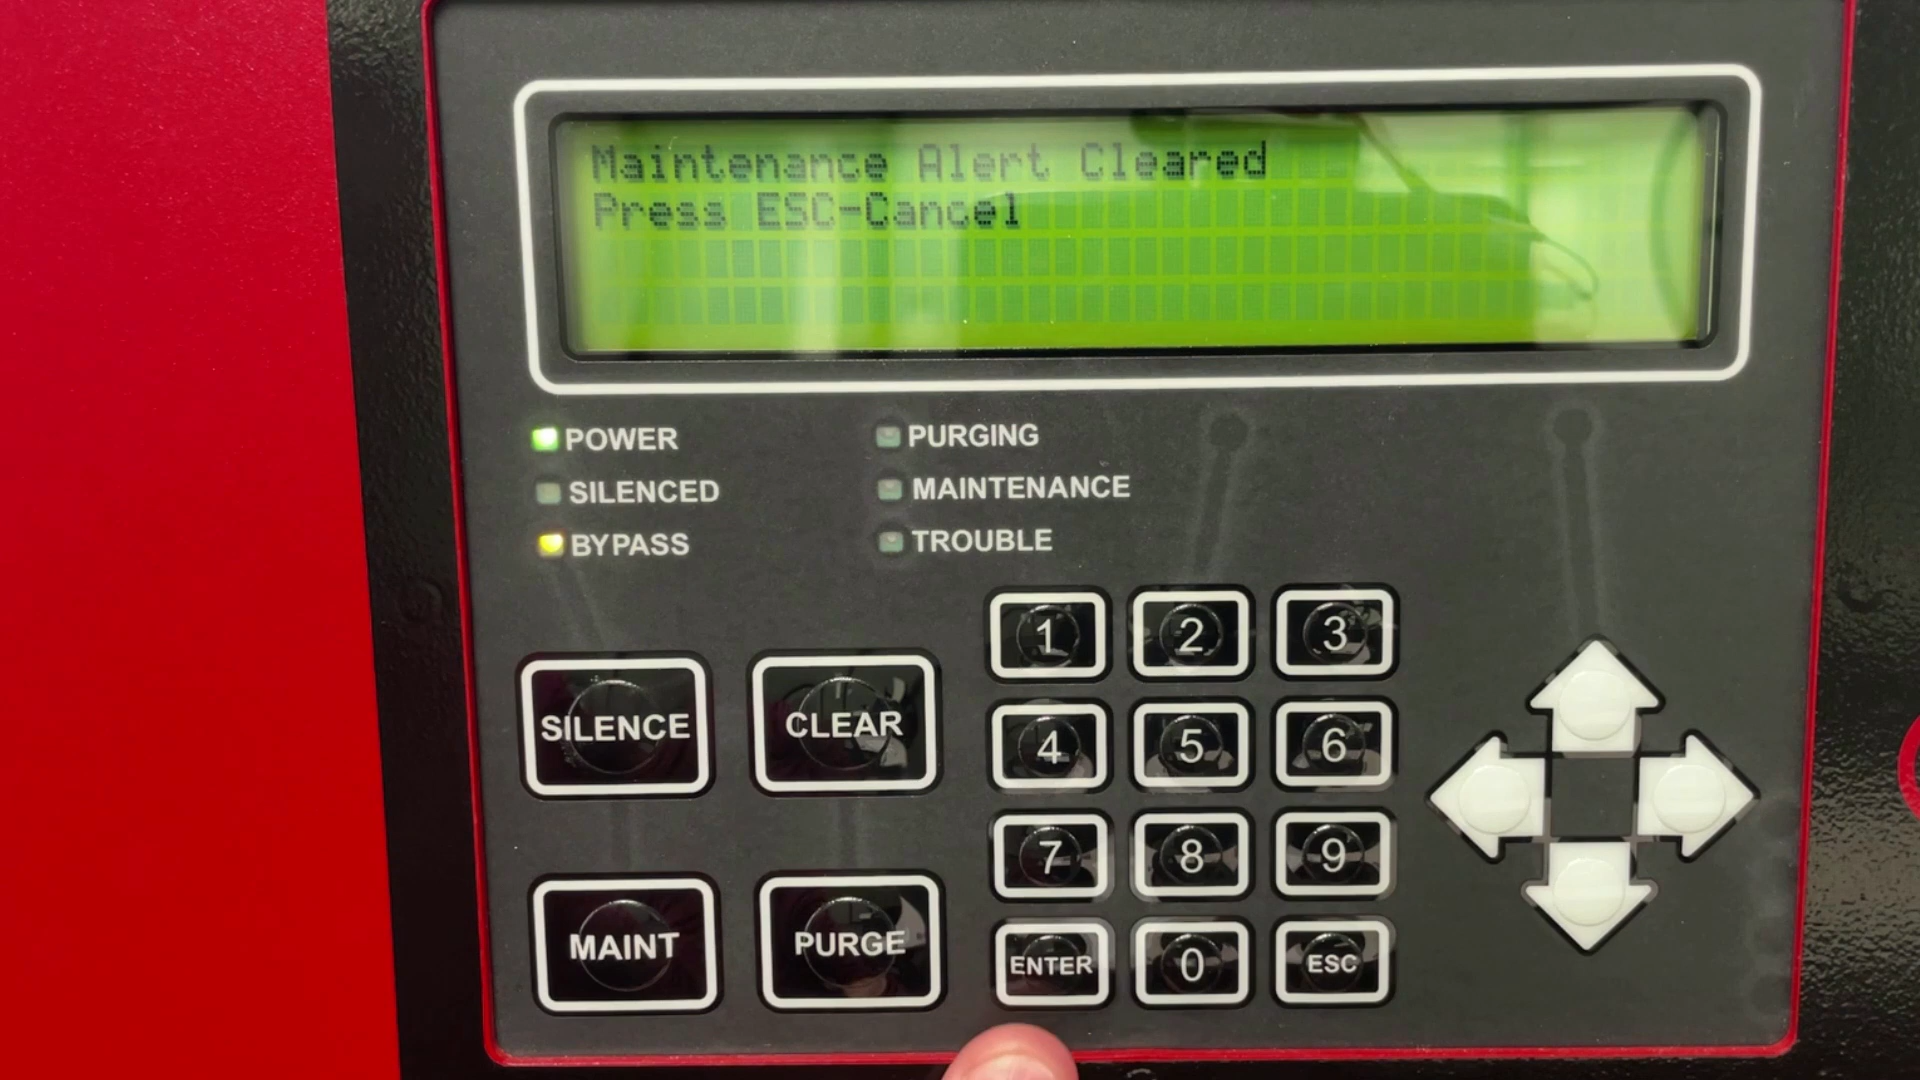 Maintenance Alert Cleared
Press ESC-Cancel
POWER
PURGING
SILENCED
MAINTENANCE
BYPASS
TROUBLE
1 2 3
SILENCE CLEAR
4 5 6
7 8 9
MAINT PURGE
ENTER 0 ESC